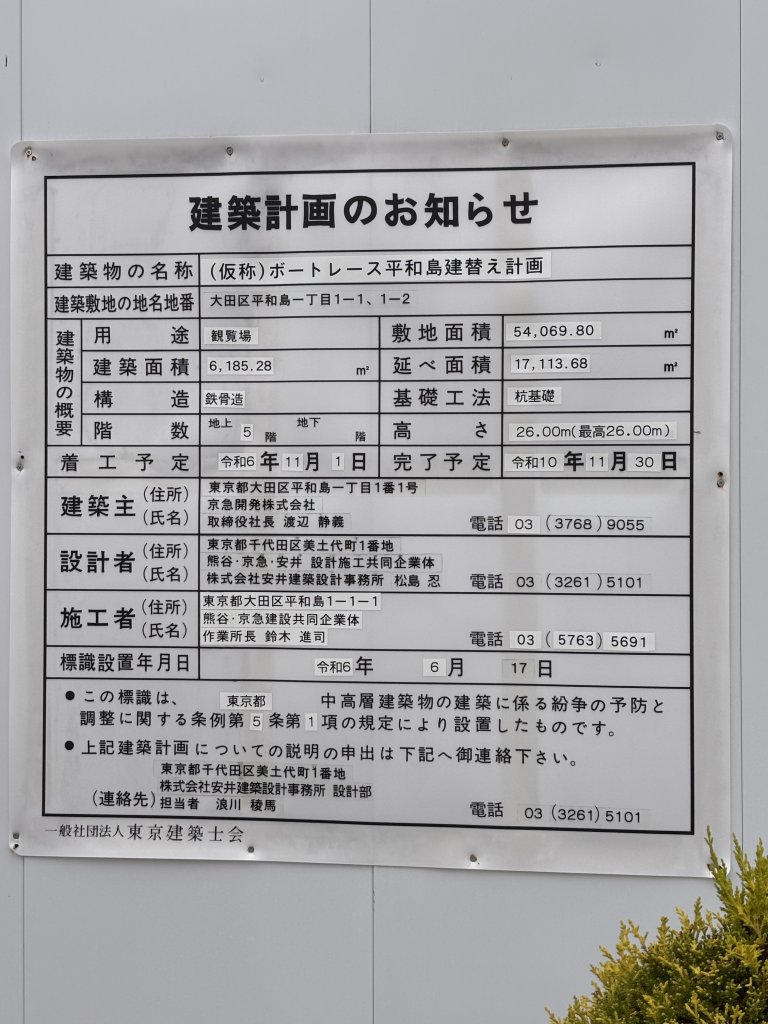 建築計画のお知らせ
建築物の名称 (仮称)ボートレース平和島建替え計画
建築敷地の地名地番 大田区平和島一丁目1-1、1-2
建築物の概要
用途 観覧場 敷地面積 54,069.80 ㎡
建築面積 6,185.28 ㎡ 延べ面積 17,113.68 ㎡
構造 鉄骨造 基礎工法 杭基礎
階数 地上 5 階 地下 階 高さ 26.00m(最高26.00m)
着工予定 令和6年11月1日 完了予定 令和10年11月30日
建築主 (住所) 東京都大田区平和島一丁目1番1号
京急開発株式会社
(氏名) 取締役社長 渡辺 静義 電話 03 (3768) 9055
設計者 (住所) 東京都千代田区美土代町1番地
熊谷·京急·安井 設計施工共同企業体
(氏名) 株式会社安井建築設計事務所 松島 忍 電話 03 (3261) 5101
施工者 (住所) 東京都大田区平和島1-1-1
熊谷·京急建設共同企業体
(氏名) 作業所長 鈴木 進司 電話 03 (5763) 5691
標識設置年月日 令和6年 6月 17日
●この標識は、 東京都 中高層建築物の建築に係る紛争の予防と
調整に関する条例第5条第1項の規定により設置したものです。
●上記建築計画についての説明の申出は下記へ御連絡下さい。
東京都千代田区美土代町1番地
株式会社安井建築設計事務所 設計部
(連絡先) 担当者 浪川 稜馬 電話 03 (3261) 5101
一般社団法人 東京建築士会